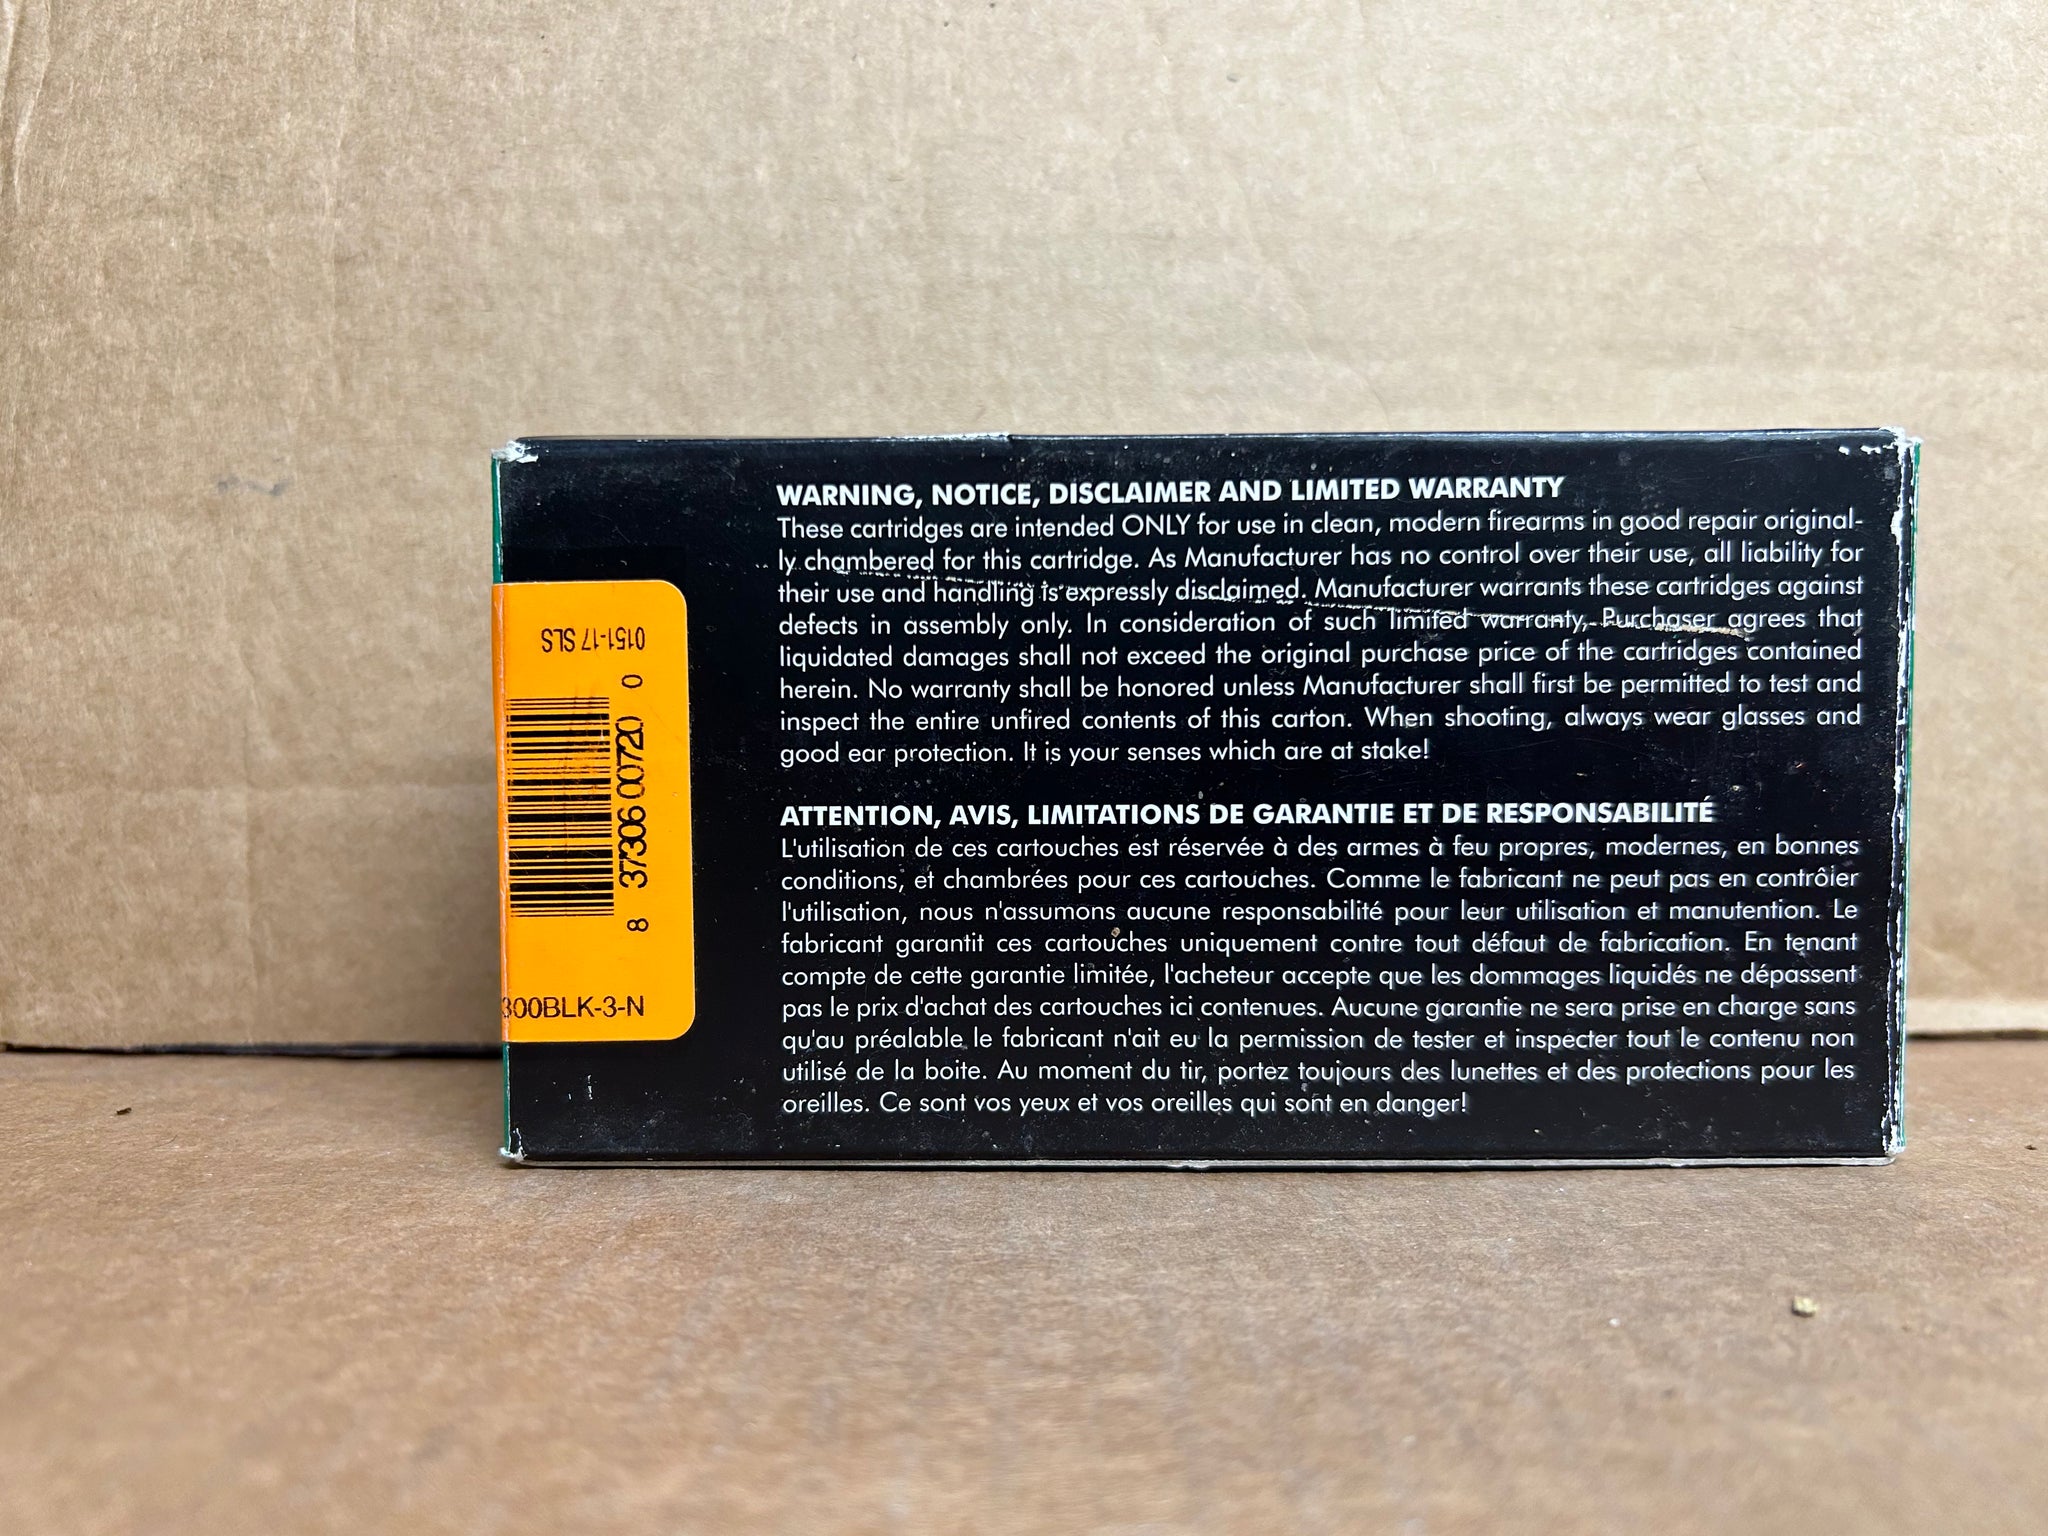 0151-17 SLS
8 37306 00720 0
300BLK-3-N
WARNING, NOTICE, DISCLAIMER AND LIMITED WARRANTY
These cartridges are intended ONLY for use in clean, modern firearms in good repair original-
ly chambered for this cartridge. As Manufacturer has no control over their use, all liability for
their use and handling is expressly disclaimed. Manufacturer warrants these cartridges against
defects in assembly only. In consideration of such limited warranty, Purchaser agrees that
liquidated damages shall not exceed the original purchase price of the cartridges contained
herein. No warranty shall be honored unless Manufacturer shall first be permitted to test and
inspect the entire unfired contents of this carton. When shooting, always wear glasses and
good ear protection. It is your senses which are at stake!
ATTENTION, AVIS, LIMITATIONS DE GARANTIE ET DE RESPONSABILITÉ
L'utilisation de ces cartouches est réservée à des armes à feu propres, modernes, en bonnes
conditions, et chambrées pour ces cartouches. Comme le fabricant ne peut pas en contrôler
l'utilisation, nous n'assumons aucune responsabilité pour leur utilisation et manutention. Le
fabricant garantit ces cartouches uniquement contre tout défaut de fabrication. En tenant
compte de cette garantie limitée, l'acheteur accepte que les dommages liquidés ne dépassent
pas le prix d'achat des cartouches ici contenues. Aucune garantie ne sera prise en charge sans
qu'au préalable le fabricant n'ait eu la permission de tester et inspecter tout le contenu non
utilisé de la boite. Au moment du tir, portez toujours des lunettes et des protections pour les
oreilles. Ce sont vos yeux et vos oreilles qui sont en danger!